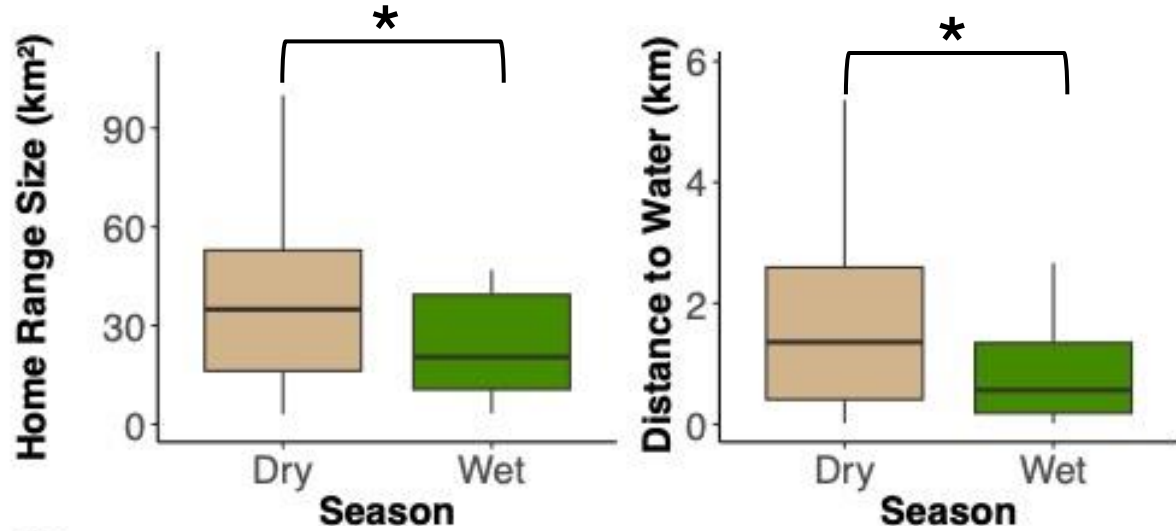 *
Home Range Size (km²)
90
60
30
0
Dry Wet
Season
*
Distance to Water (km)
6
4
2
0
Dry Wet
Season